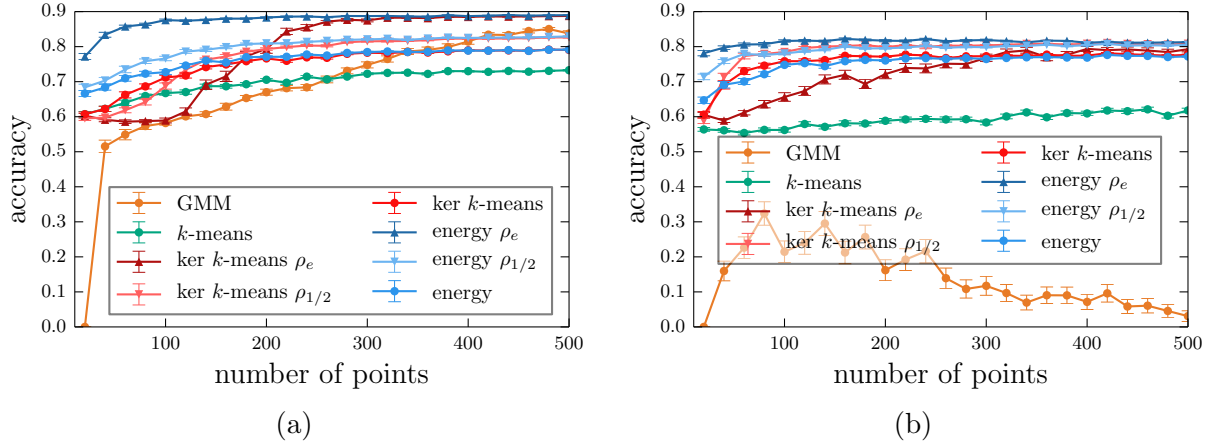 0.9
0.8
0.7
0.6
0.5
0.4
0.3
0.2
0.1
0.0
accuracy
100 200 300 400 500
number of points
GMM
k-means
ker k-means ρe
ker k-means ρ1/2
ker k-means
energy ρe
energy ρ1/2
energy
(a)
0.9
0.8
0.7
0.6
0.5
0.4
0.3
0.2
0.1
0.0
accuracy
100 200 300 400 500
number of points
GMM
k-means
ker k-means ρe
ker k-means ρ1/2
ker k-means
energy ρe
energy ρ1/2
energy
(b)